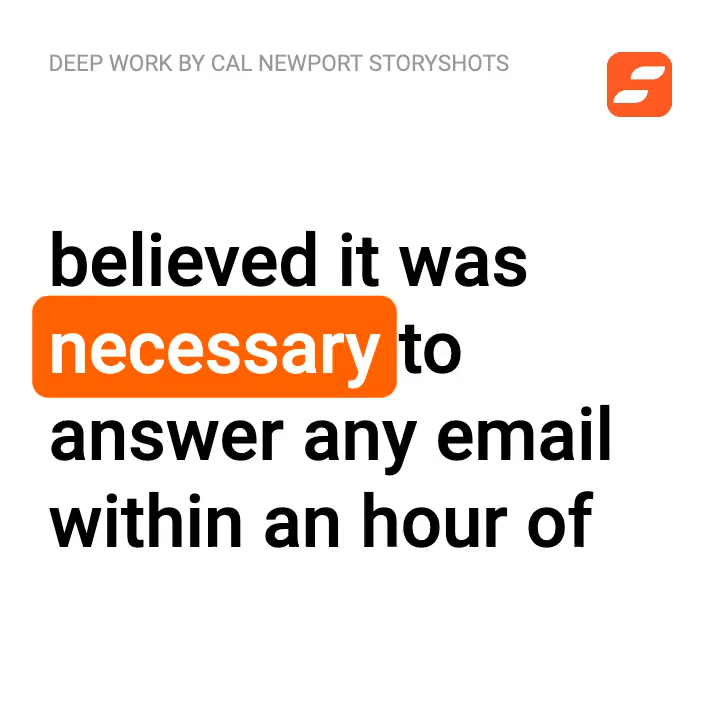 DEEP WORK BY CAL NEWPORT STORYSHOTS
believed it was
necessary to
answer any email
within an hour of